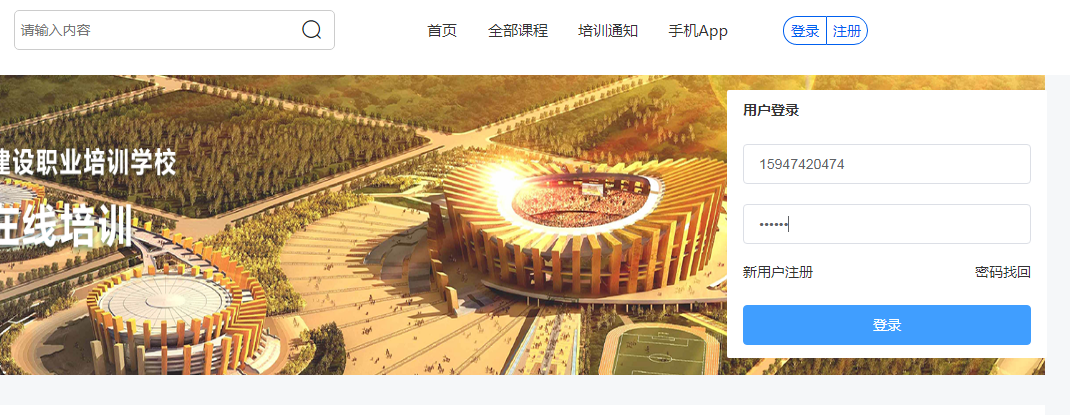 请输入内容
首页 全部课程 培训通知 手机App 登录 注册
用户登录
建设职业培训学校
15947420474
在线培训
••••••
新用户注册 密码找回
登录